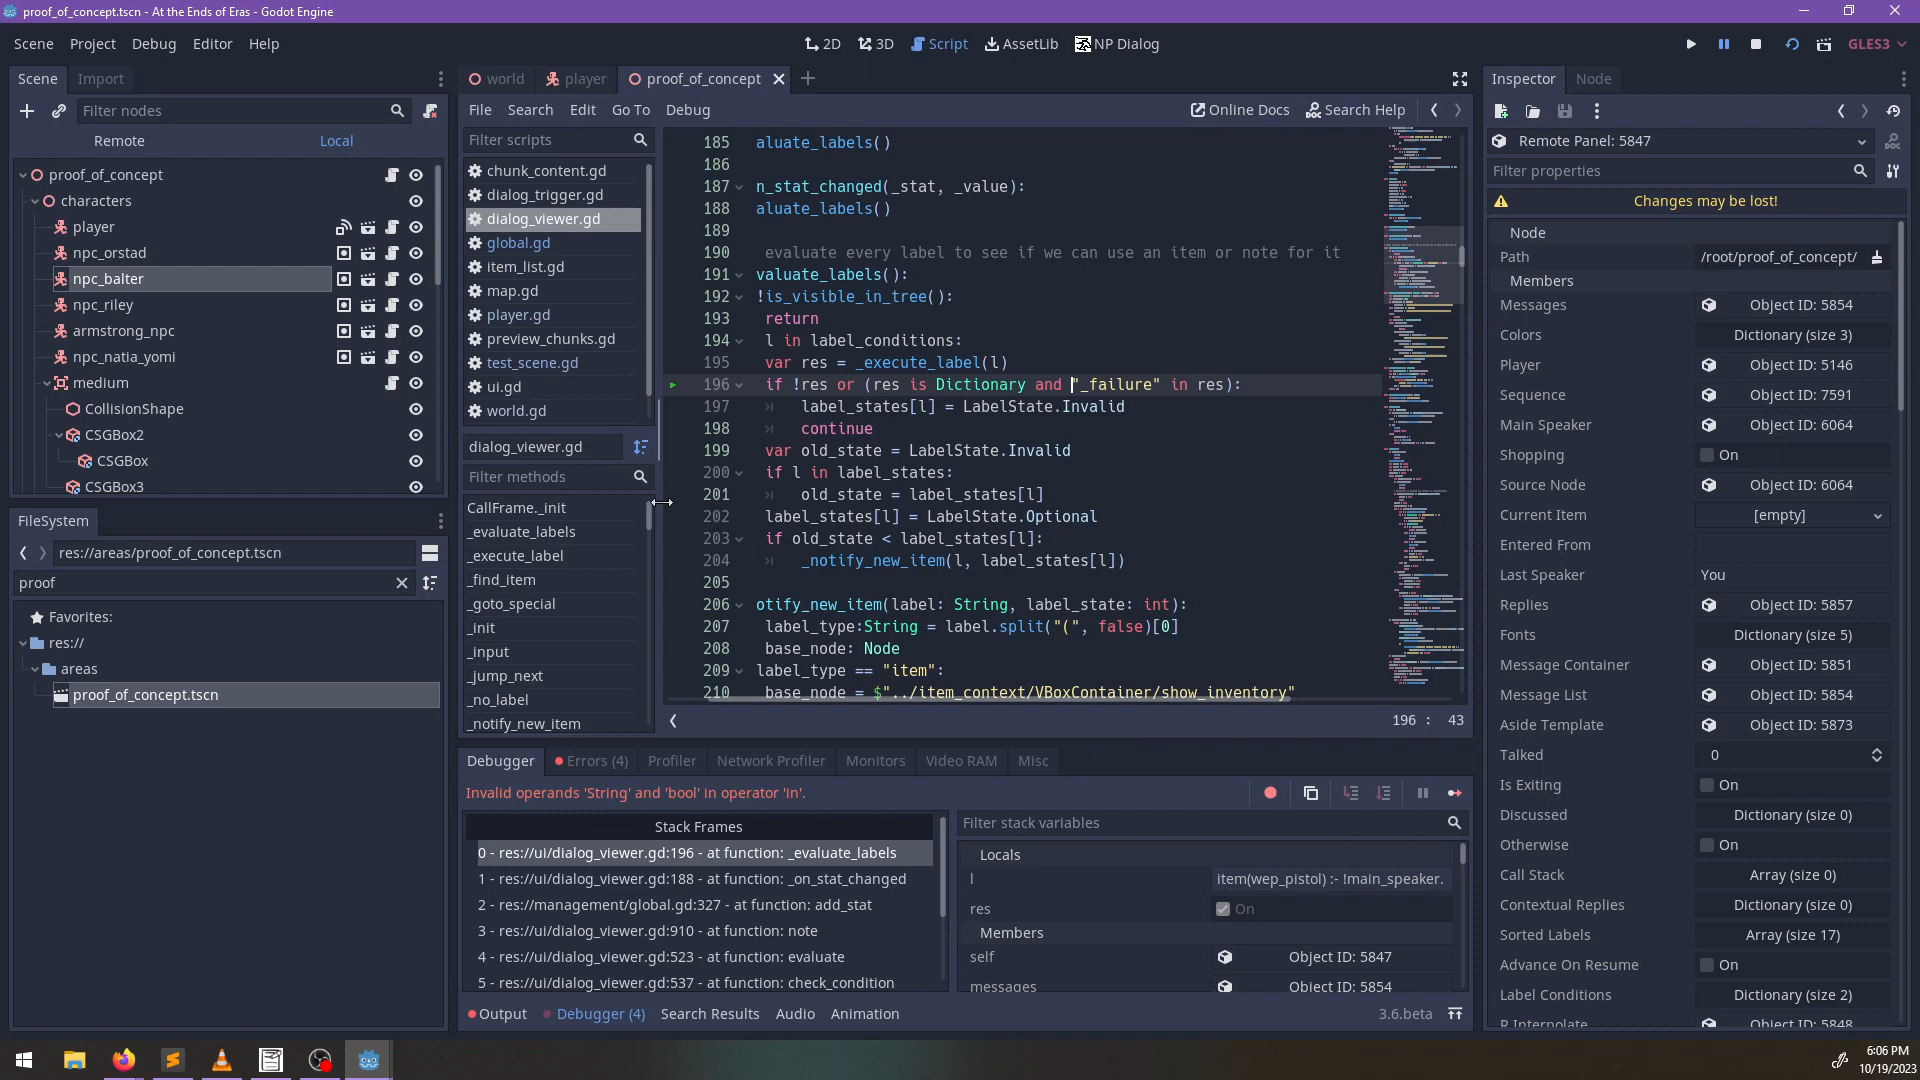 proof_of_concept.tscn - At the Ends of Eras - Godot Engine
Scene Project Debug Editor Help
2D 3D Script AssetLib NP Dialog
GLES3
Scene Import
Filter nodes
Remote Local
proof_of_concept
characters
player
npc_orstad
npc_balter
npc_riley
armstrong_npc
npc_natia_yomi
medium
CollisionShape
CSGBox2
CSGBox
CSGBox3
FileSystem
res://areas/proof_of_concept.tscn
proof
Favorites:
res://
areas
proof_of_concept.tscn
world player proof_of_concept
File Search Edit Go To Debug
Online Docs Search Help
Filter scripts
chunk_content.gd
dialog_trigger.gd
dialog_viewer.gd
global.gd
item_list.gd
map.gd
player.gd
preview_chunks.gd
test_scene.gd
ui.gd
world.gd
dialog_viewer.gd
Filter methods
CallFrame._init
_evaluate_labels
_execute_label
_find_item
_goto_special
_init
_input
_jump_next
_no_label
_notify_new_item
185 aluate_labels()
186
187 n_stat_changed(_stat, _value):
188 aluate_labels()
189
190 evaluate every label to see if we can use an item or note for it
191 valuate_labels():
192 !is_visible_in_tree():
193 return
194 l in label_conditions:
195 var res = _execute_label(l)
196 if !res or (res is Dictionary and "_failure" in res):
197 label_states[l] = LabelState.Invalid
198 continue
199 var old_state = LabelState.Invalid
200 if l in label_states:
201 old_state = label_states[l]
202 label_states[l] = LabelState.Optional
203 if old_state < label_states[l]:
204 _notify_new_item(l, label_states[l])
205
206 otify_new_item(label: String, label_state: int):
207 label_type:String = label.split("(", false)[0]
208 base_node: Node
209 label_type == "item":
210 base_node = $"../item_context/VBoxContainer/show_inventory"
196 : 43
Debugger Errors (4) Profiler Network Profiler Monitors Video RAM Misc
Invalid operands 'String' and 'bool' in operator 'in'.
Stack Frames
0 - res://ui/dialog_viewer.gd:196 - at function: _evaluate_labels
1 - res://ui/dialog_viewer.gd:188 - at function: _on_stat_changed
2 - res://management/global.gd:327 - at function: add_stat
3 - res://ui/dialog_viewer.gd:910 - at function: note
4 - res://ui/dialog_viewer.gd:523 - at function: evaluate
5 - res://ui/dialog_viewer.gd:537 - at function: check_condition
Filter stack variables
Locals
l item(wep_pistol) :- !main_speaker.
res On
Members
self Object ID: 5847
messages Object ID: 5854
Output Debugger (4) Search Results Audio Animation
3.6.beta
Inspector Node
Remote Panel: 5847
Filter properties
Changes may be lost!
Node
Path /root/proof_of_concept/
Members
Messages Object ID: 5854
Colors Dictionary (size 3)
Player Object ID: 5146
Sequence Object ID: 7591
Main Speaker Object ID: 6064
Shopping On
Source Node Object ID: 6064
Current Item [empty]
Entered From
Last Speaker You
Replies Object ID: 5857
Fonts Dictionary (size 5)
Message Container Object ID: 5851
Message List Object ID: 5854
Aside Template Object ID: 5873
Talked 0
Is Exiting On
Discussed Dictionary (size 0)
Otherwise On
Call Stack Array (size 0)
Contextual Replies Dictionary (size 0)
Sorted Labels Array (size 17)
Advance On Resume On
Label Conditions Dictionary (size 2)
R Interpolate Object ID: 5848
6:06 PM
10/19/2023